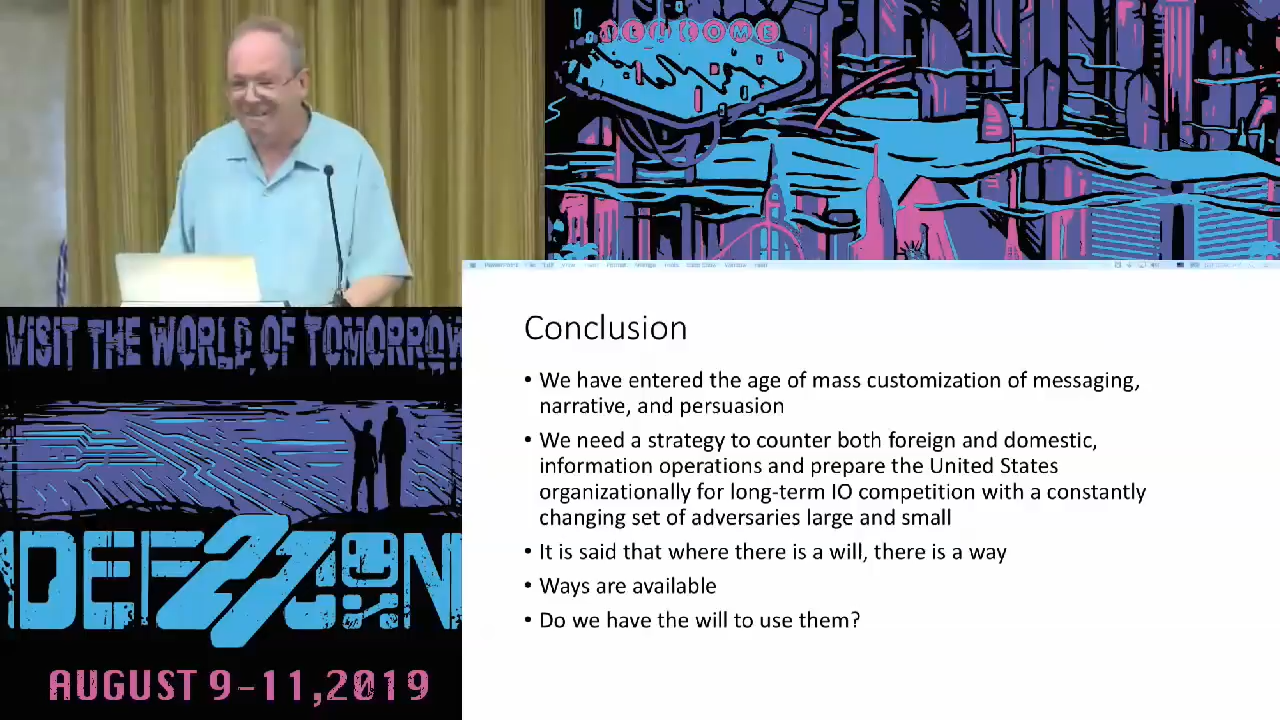 WELCOME
VISIT THE WORLD OF TOMORROW
DEF27CON
AUGUST 9-11,2019
Conclusion
• We have entered the age of mass customization of messaging,
narrative, and persuasion
• We need a strategy to counter both foreign and domestic,
information operations and prepare the United States
organizationally for long-term IO competition with a constantly
changing set of adversaries large and small
• It is said that where there is a will, there is a way
• Ways are available
• Do we have the will to use them?